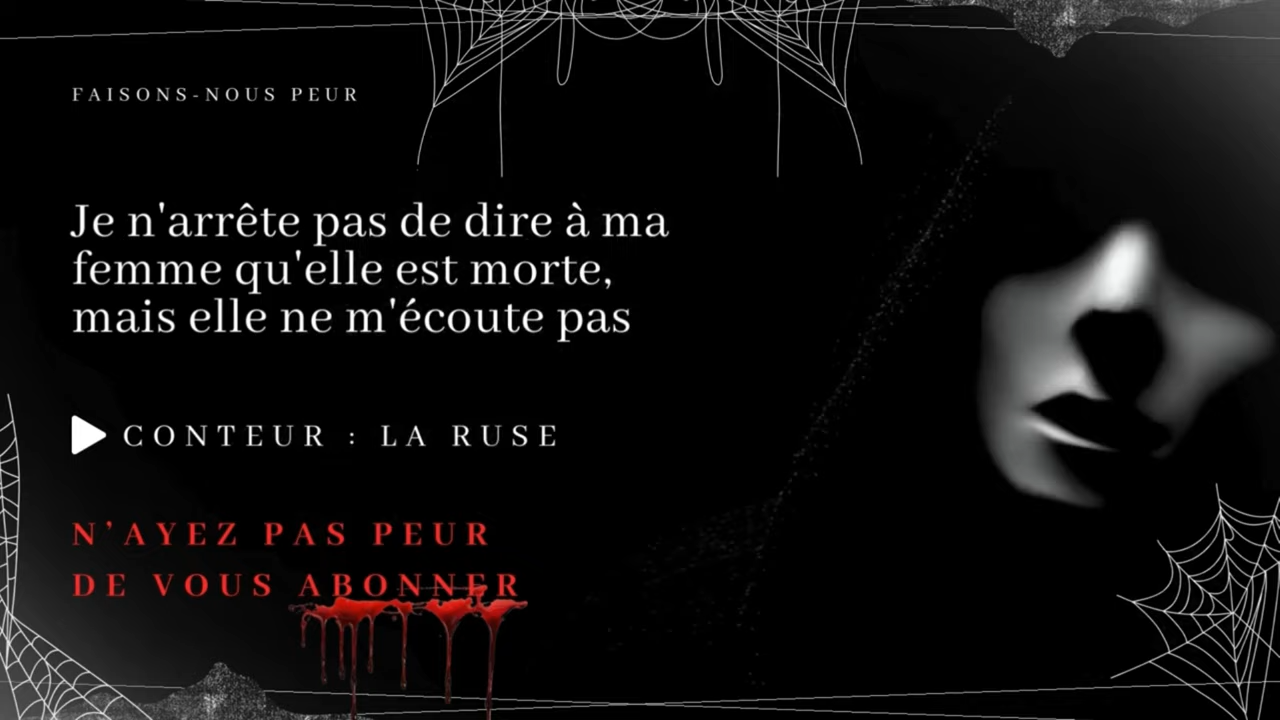 FAISONS-NOUS PEUR
Je n'arrête pas de dire à ma
femme qu'elle est morte,
mais elle ne m'écoute pas
CONTEUR : LA RUSE
N'AYEZ PAS PEUR
DE VOUS ABONNER